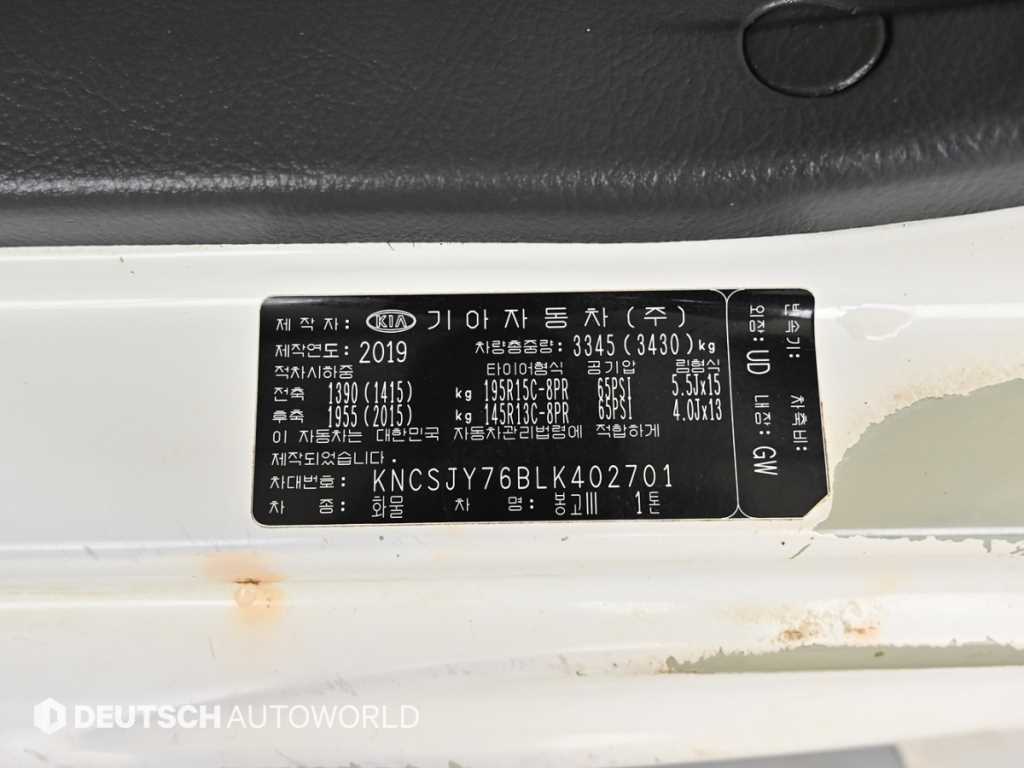 제 작 자: KIA 기아자동차(주)
제작연도: 2019 차량총중량: 3345(3430)kg
적차시하중 타이어형식 공기압 림형식
전축 1390(1415) kg 195R15C-8PR 65PSI 5.5Jx15
후축 1955(2015) kg 145R13C-8PR 65PSI 4.0Jx13
이 자동차는 대한민국 자동차관리법령에 적합하게
제작되었습니다.
차대번호: KNCSJY76BLK402701
차 종: 화물 차 명: 봉고III 1톤
변속기: 차축비:
외장: UD 내장: GW
DEUTSCH AUTOWORLD